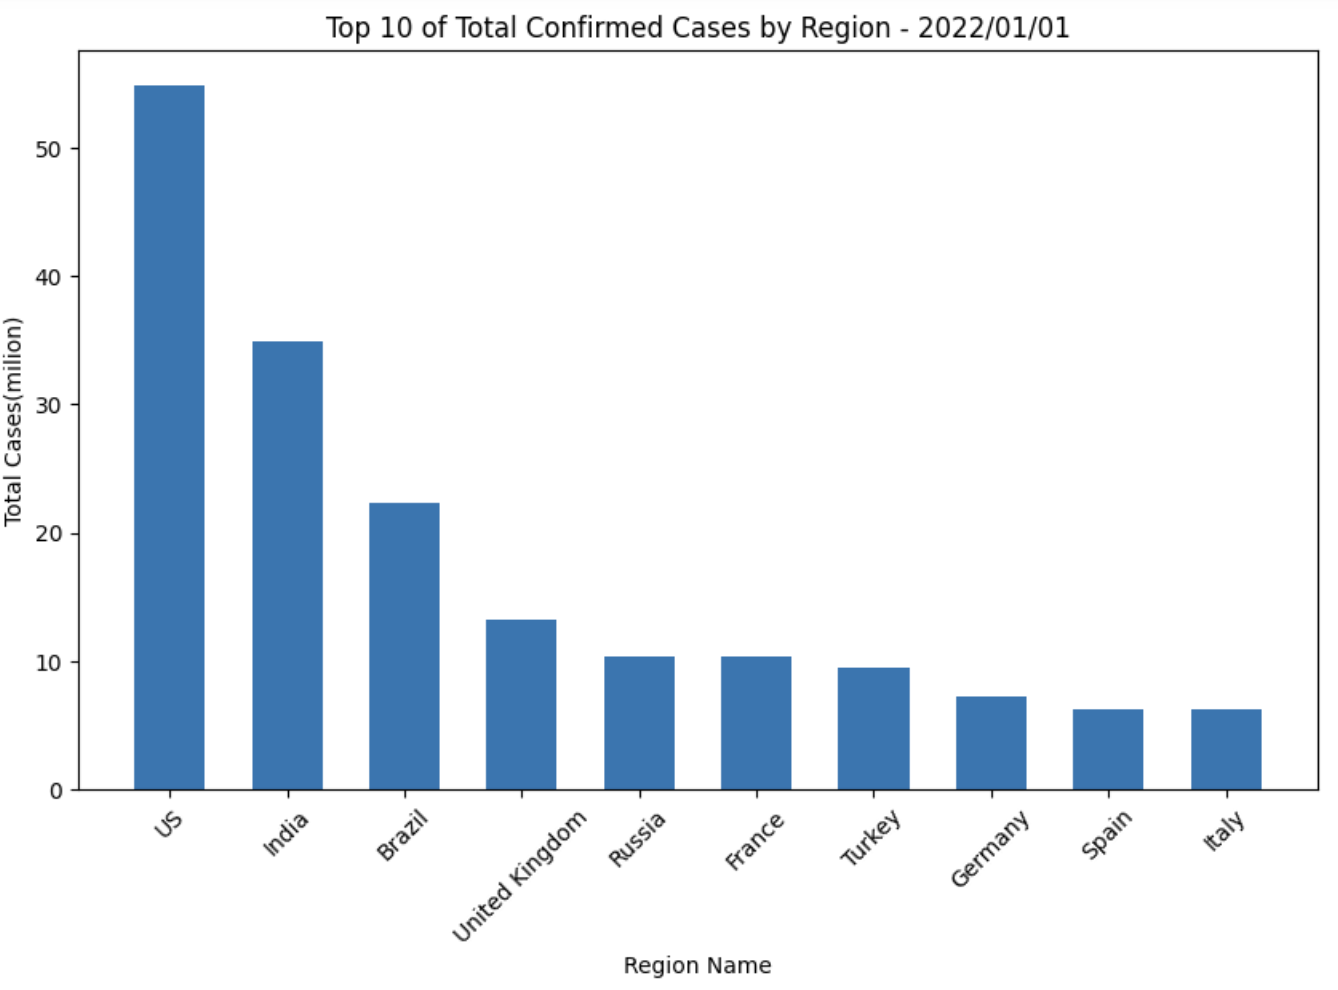 Top 10 of Total Confirmed Cases by Region - 2022/01/01
Total Cases(milion)
50
40
30
20
10
0
US
India
Brazil
United Kingdom
Russia
France
Turkey
Germany
Spain
Italy
Region Name